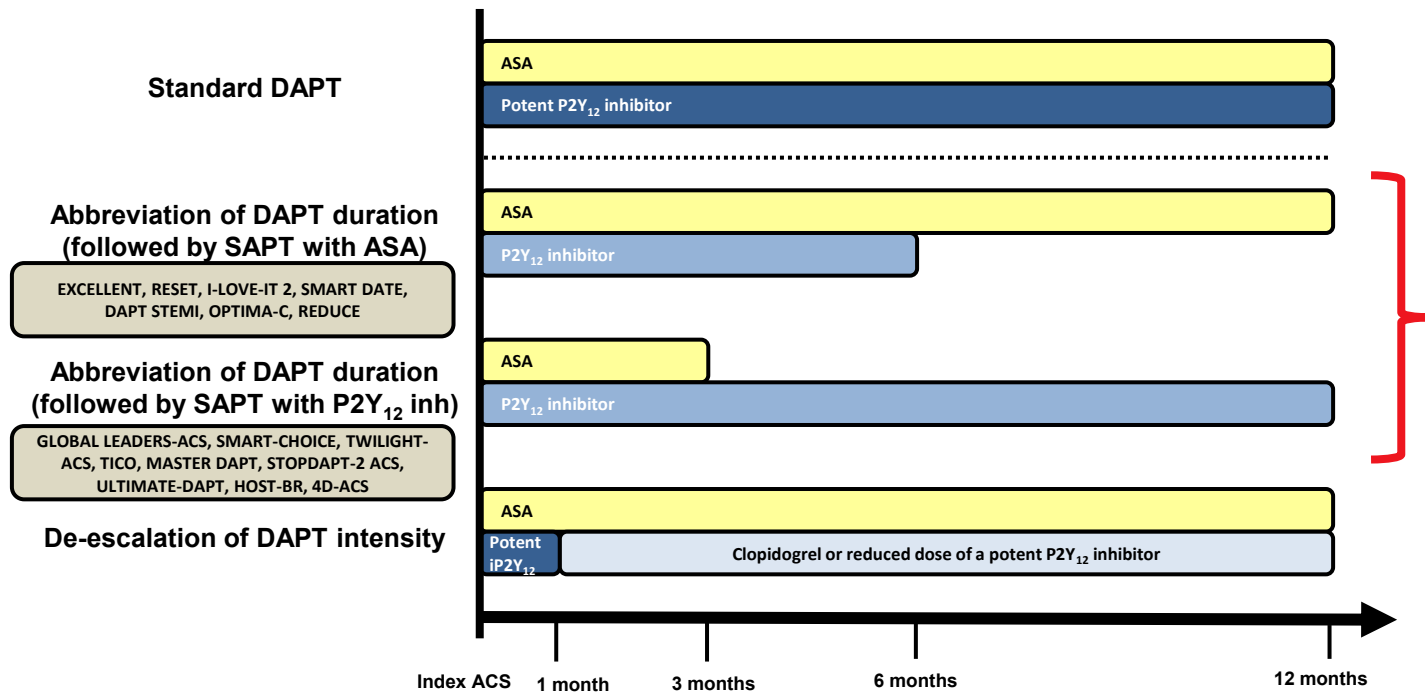 Standard DAPT
ASA
Potent P2Y₁₂ inhibitor
Abbreviation of DAPT duration
(followed by SAPT with ASA)
EXCELLENT, RESET, I-LOVE-IT 2, SMART DATE,
DAPT STEMI, OPTIMA-C, REDUCE
ASA
P2Y₁₂ inhibitor
Abbreviation of DAPT duration
(followed by SAPT with P2Y₁₂ inh)
GLOBAL LEADERS-ACS, SMART-CHOICE, TWILIGHT-
ACS, TICO, MASTER DAPT, STOPDAPT-2 ACS,
ULTIMATE-DAPT, HOST-BR, 4D-ACS
ASA
P2Y₁₂ inhibitor
De-escalation of DAPT intensity
ASA
Potent
iP2Y₁₂
Clopidogrel or reduced dose of a potent P2Y₁₂ inhibitor
Index ACS
1 month
3 months
6 months
12 months